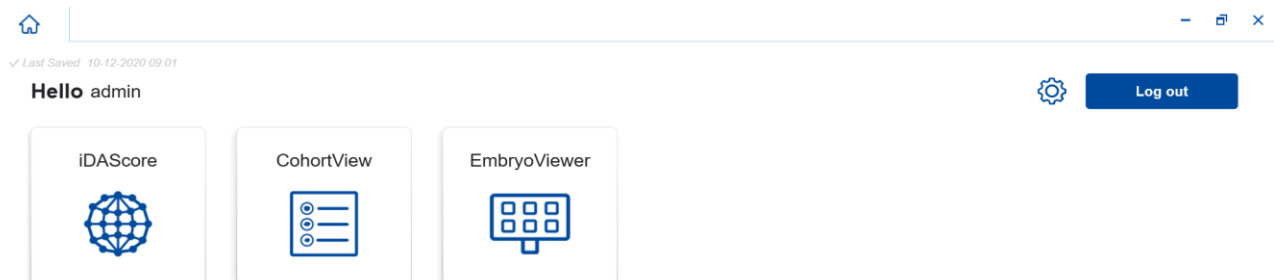 Last Saved 10-12-2020 09:01
Hello admin
Log out
iDAScore
CohortView
EmbryoViewer